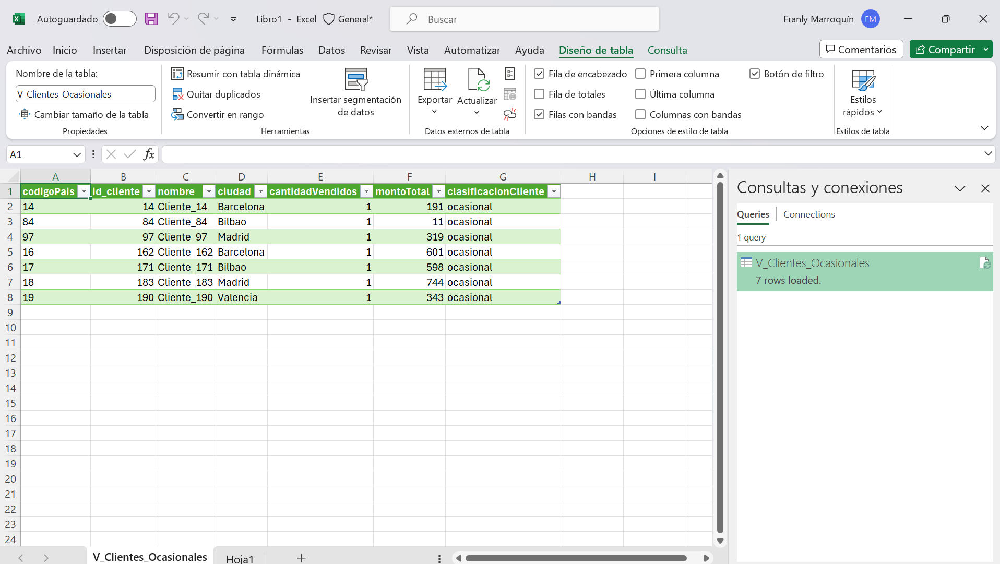 Autoguardado
Libro1 - Excel
General*
Buscar
Franly Marroquín
FM
Archivo Inicio Insertar Disposición de página Fórmulas Datos Revisar Vista Automatizar Ayuda Diseño de tabla Consulta
Comentarios
Compartir
Nombre de la tabla:
V_Clientes_Ocasionales
Cambiar tamaño de la tabla
Propiedades
Resumir con tabla dinámica
Quitar duplicados
Convertir en rango
Insertar segmentación
de datos
Herramientas
Exportar
Actualizar
Datos externos de tabla
Fila de encabezado
Fila de totales
Filas con bandas
Primera columna
Última columna
Columnas con bandas
Botón de filtro
Opciones de estilo de tabla
Estilos
rápidos
Estilos de tabla
A1
fx
A B C D E F G H I
1 codigoPais id_cliente nombre ciudad cantidadVendidos montoTotal clasificacionCliente
2 14 14 Cliente_14 Barcelona 1 191 ocasional
3 84 84 Cliente_84 Bilbao 1 11 ocasional
4 97 97 Cliente_97 Madrid 1 319 ocasional
5 16 162 Cliente_162 Barcelona 1 601 ocasional
6 17 171 Cliente_171 Bilbao 1 598 ocasional
7 18 183 Cliente_183 Madrid 1 744 ocasional
8 19 190 Cliente_190 Valencia 1 343 ocasional
9
10
11
12
13
14
15
16
17
18
19
20
21
22
23
24
Consultas y conexiones
Queries Connections
1 query
V_Clientes_Ocasionales
7 rows loaded.
V_Clientes_Ocasionales Hoja1